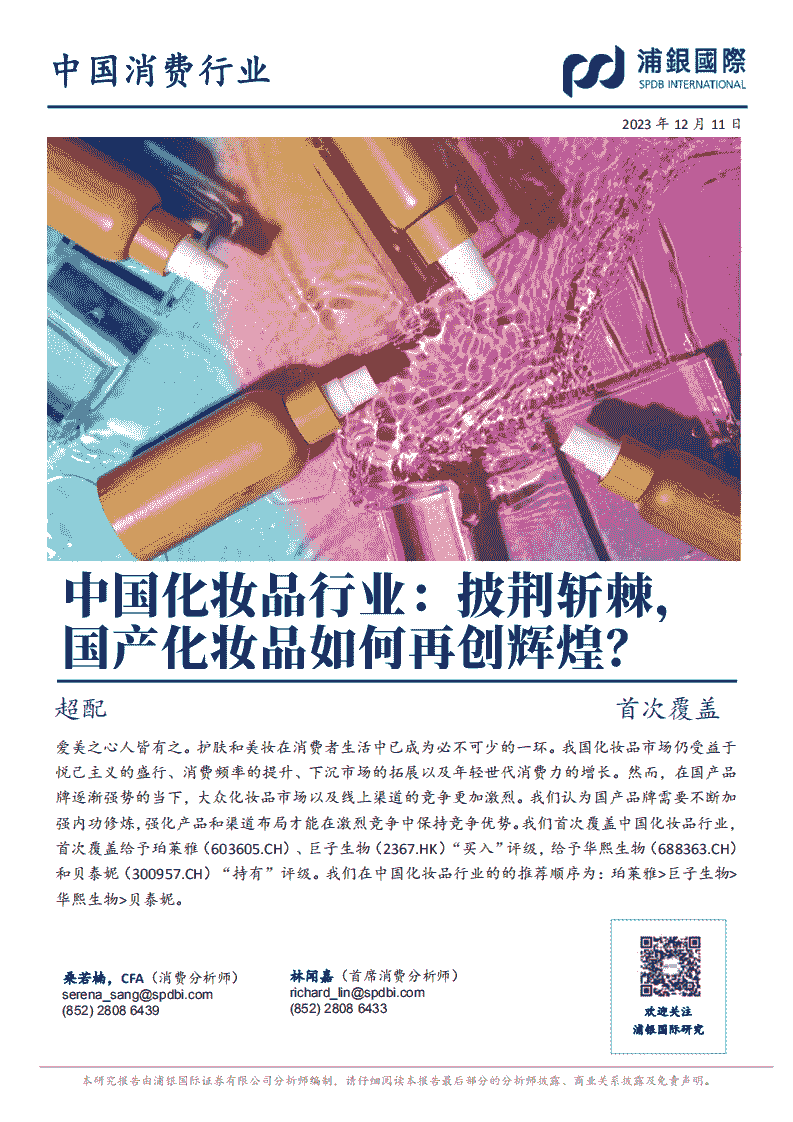 中国消费行业
浦銀國際
SPDB INTERNATIONAL
2023 年 12 月 11 日
中国化妆品行业：披荆斩棘，
国产化妆品如何再创辉煌？
超配
首次覆盖
爱美之心人皆有之。护肤和美妆在消费者生活中已成为必不可少的一环。我国化妆品市场仍受益于
悦己主义的盛行、消费频率的提升、下沉市场的拓展以及年轻世代消费力的增长。然而，在国产品
牌逐渐强势的当下，大众化妆品市场以及线上渠道的竞争更加激烈。我们认为国产品牌需要不断加
强内功修炼，强化产品和渠道布局才能在激烈竞争中保持竞争优势。我们首次覆盖中国化妆品行业，
首次覆盖给予珀莱雅（603605.CH）、巨子生物（2367.HK）“买入”评级，给予华熙生物（688363.CH）
和贝泰妮（300957.CH）“持有”评级。我们在中国化妆品行业的的推荐顺序为：珀莱雅>巨子生物>
华熙生物>贝泰妮。
桑若楠，CFA（消费分析师）
serena_sang@spdbi.com
(852) 2808 6439
林闻嘉（首席消费分析师）
richard_lin@spdbi.com
(852) 2808 6433
欢迎关注
浦银国际研究
本研究报告由浦银国际证券有限公司分析师编制，请仔细阅读本报告最后部分的分析师披露、商业关系披露及免责声明。